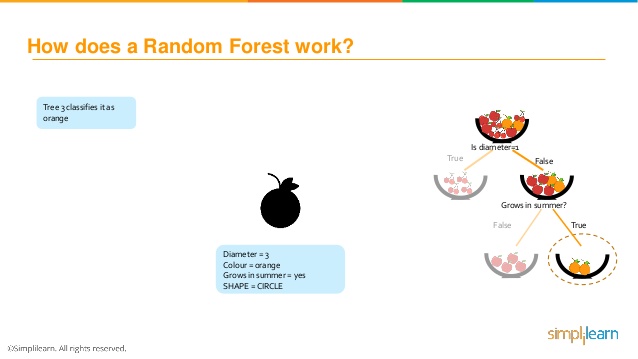 How does a Random Forest work?
Tree 3 classifies it as
orange
Is diameter=1
True
False
Grows in summer?
False
True
Diameter = 3
Colour = orange
Grows in summer = yes
SHAPE = CIRCLE
simplilearn
©Simplilearn. All rights reserved.